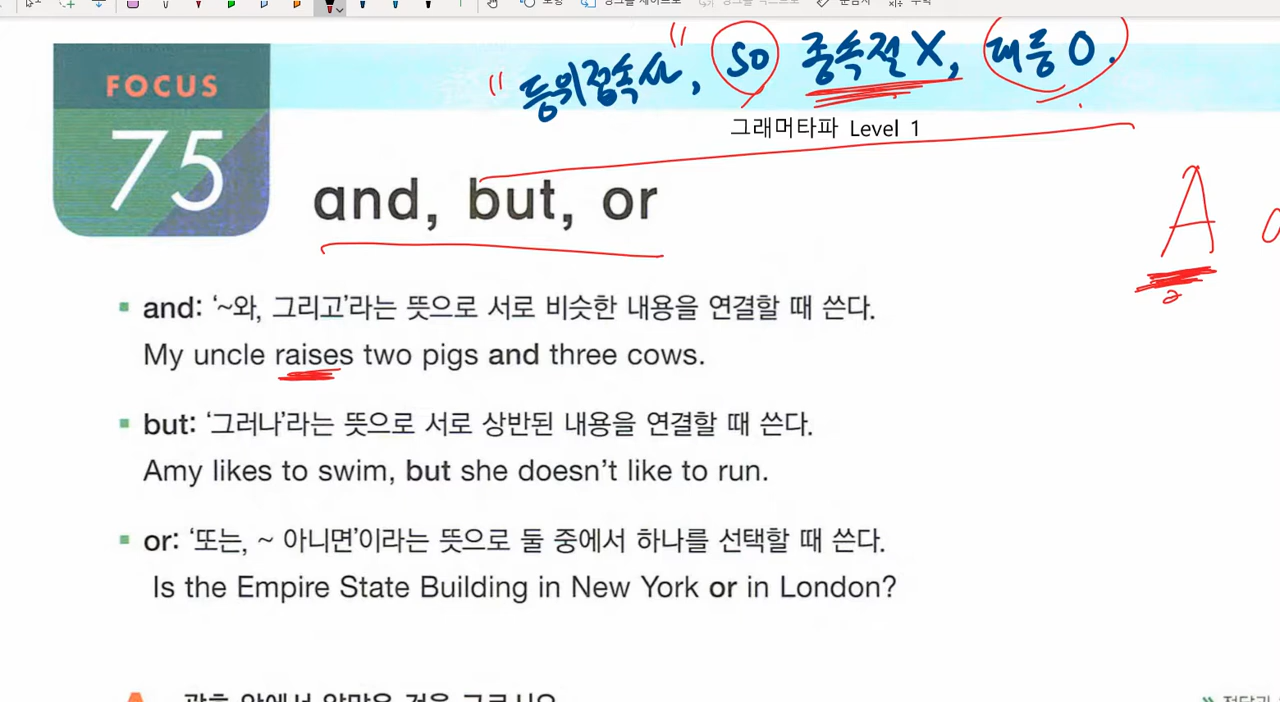 "등위접속사", so 종속절 X, 대등 O.
FOCUS
75
그래머타파 Level 1
and, but, or
A
and: '~와, 그리고'라는 뜻으로 서로 비슷한 내용을 연결할 때 쓴다.
My uncle raises two pigs and three cows.
but: '그러나'라는 뜻으로 서로 상반된 내용을 연결할 때 쓴다.
Amy likes to swim, but she doesn't like to run.
or: '또는, ~ 아니면'이라는 뜻으로 둘 중에서 하나를 선택할 때 쓴다.
Is the Empire State Building in New York or in London?